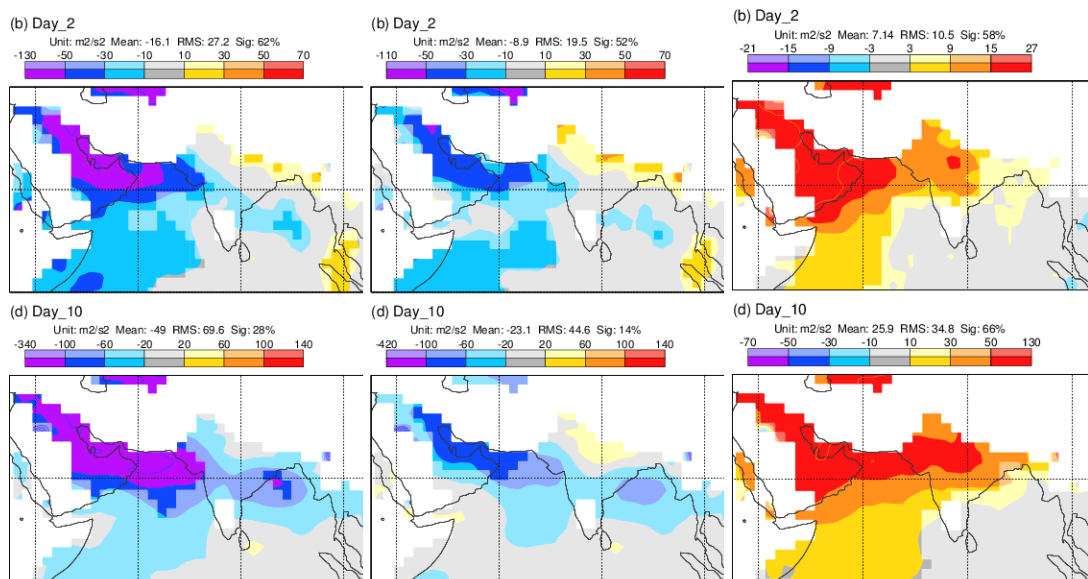 (b) Day_2
Unit: m2/s2 Mean: -16.1 RMS: 27.2 Sig: 62%
-130 -50 -30 -10 10 30 50 70
(b) Day_2
Unit: m2/s2 Mean: -8.9 RMS: 19.5 Sig: 52%
-110 -50 -30 -10 10 30 50 70
(b) Day_2
Unit: m2/s2 Mean: 7.14 RMS: 10.5 Sig: 58%
-21 -15 -9 -3 3 9 15 27
(d) Day_10
Unit: m2/s2 Mean: -49 RMS: 69.6 Sig: 28%
-340 -100 -60 -20 20 60 100 140
(d) Day_10
Unit: m2/s2 Mean: -23.1 RMS: 44.6 Sig: 14%
-420 -100 -60 -20 20 60 100 140
(d) Day_10
Unit: m2/s2 Mean: 25.9 RMS: 34.8 Sig: 66%
-70 -50 -30 -10 10 30 50 130